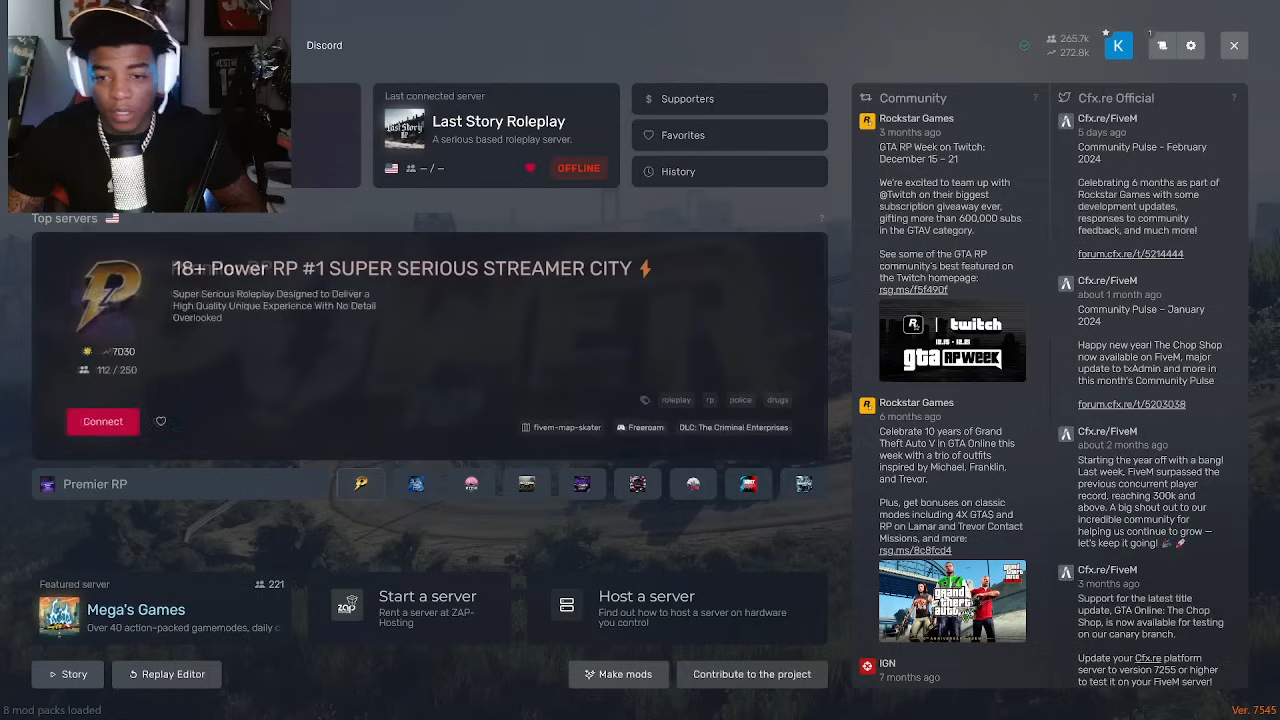 Discord
265.7k
272.8k
K
1
Last connected server
Last Story Roleplay
A serious based roleplay server.
– / –
OFFLINE
$ Supporters
Favorites
History
Top servers
?
18+ Power RP #1 SUPER SERIOUS STREAMER CITY
Super Serious Roleplay Designed to Deliver a
High Quality Unique Experience With No Detail
Overlooked
7030
112 / 250
Connect
roleplay
rp
police
drugs
fivem-map-skater
Freeroam
DLC: The Criminal Enterprises
Premier RP
Featured server
221
Mega's Games
Over 40 action-packed gamemodes, daily c
ZAP
Start a server
Rent a server at ZAP-
Hosting
Host a server
Find out how to host a server on hardware
you control
Story
Replay Editor
Make mods
Contribute to the project
8 mod packs loaded
Community
?
Rockstar Games
3 months ago
GTA RP Week on Twitch:
December 15 – 21
We're excited to team up with
@Twitch on their biggest
subscription giveaway ever,
gifting more than 600,000 subs
in the GTAV category.
See some of the GTA RP
community's best featured on
the Twitch homepage:
rsg.ms/f5f490f
twitch
12.15 - 12.21
gta RP WEEK
Rockstar Games
6 months ago
Celebrate 10 years of Grand
Theft Auto V in GTA Online this
week with a trio of outfits
inspired by Michael, Franklin,
and Trevor.
Plus, get bonuses on classic
modes including 4X GTA$ and
RP on Lamar and Trevor Contact
Missions, and more:
rsg.ms/8c8fcd4
grand
theft
auto
IGN
7 months ago
Cfx.re Official
?
Cfx.re/FiveM
5 days ago
Community Pulse - February
2024
Celebrating 6 months as part of
Rockstar Games with some
development updates,
responses to community
feedback, and much more!
forum.cfx.re/t/5214444
Cfx.re/FiveM
about 1 month ago
Community Pulse – January
2024
Happy new year! The Chop Shop
now available on FiveM, major
update to txAdmin and more in
this month's Community Pulse
forum.cfx.re/t/5203038
Cfx.re/FiveM
about 2 months ago
Starting the year off with a bang!
Last week, FiveM surpassed the
previous concurrent player
record, reaching 300k and
above. A big shout out to our
incredible community for
helping us continue to grow —
let's keep it going!
Cfx.re/FiveM
3 months ago
Support for the latest title
update, GTA Online: The Chop
Shop, is now available for testing
on our canary branch.
Update your Cfx.re platform
server to version 7255 or higher
to test it on your FiveM server!
Ver. 7545